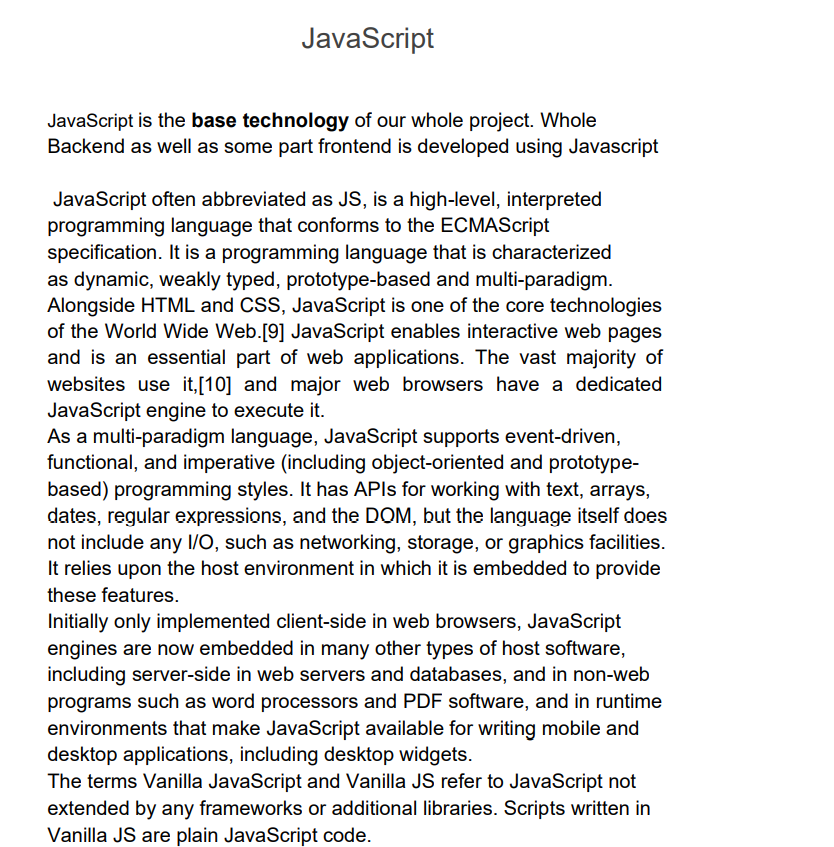 JavaScript
JavaScript is the base technology of our whole project. Whole
Backend as well as some part frontend is developed using Javascript
JavaScript often abbreviated as JS, is a high-level, interpreted
programming language that conforms to the ECMAScript
specification. It is a programming language that is characterized
as dynamic, weakly typed, prototype-based and multi-paradigm.
Alongside HTML and CSS, JavaScript is one of the core technologies
of the World Wide Web.[9] JavaScript enables interactive web pages
and is an essential part of web applications. The vast majority of
websites use it,[10] and major web browsers have a dedicated
JavaScript engine to execute it.
As a multi-paradigm language, JavaScript supports event-driven,
functional, and imperative (including object-oriented and prototype-
based) programming styles. It has APIs for working with text, arrays,
dates, regular expressions, and the DOM, but the language itself does
not include any I/O, such as networking, storage, or graphics facilities.
It relies upon the host environment in which it is embedded to provide
these features.
Initially only implemented client-side in web browsers, JavaScript
engines are now embedded in many other types of host software,
including server-side in web servers and databases, and in non-web
programs such as word processors and PDF software, and in runtime
environments that make JavaScript available for writing mobile and
desktop applications, including desktop widgets.
The terms Vanilla JavaScript and Vanilla JS refer to JavaScript not
extended by any frameworks or additional libraries. Scripts written in
Vanilla JS are plain JavaScript code.